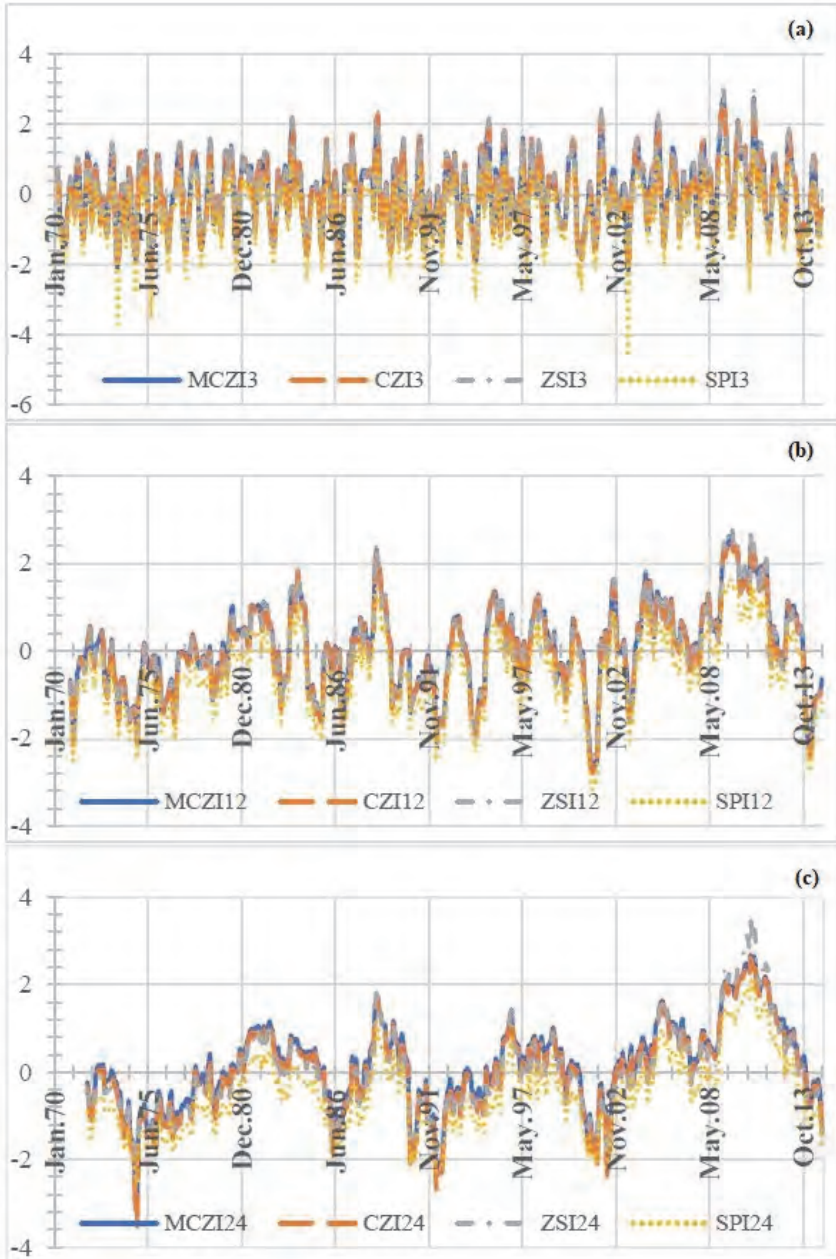 (a)
4
2
0
-2
-4
-6
Jan.70 Jun.75 Dec.80 Jun.86 Nov.91 May.97 Nov.02 May.08 Oct.13
MCZI3 CZI3 ZSI3 SPI3
(b)
4
2
0
-2
-4
Jan.70 Jun.75 Dec.80 Jun.86 Nov.91 May.97 Nov.02 May.08 Oct.13
MCZI12 CZI12 ZSI12 SPI12
(c)
4
2
0
-2
-4
Jan.70 Jun.75 Dec.80 Jun.86 Nov.91 May.97 Nov.02 May.08 Oct.13
MCZI24 CZI24 ZSI24 SPI24